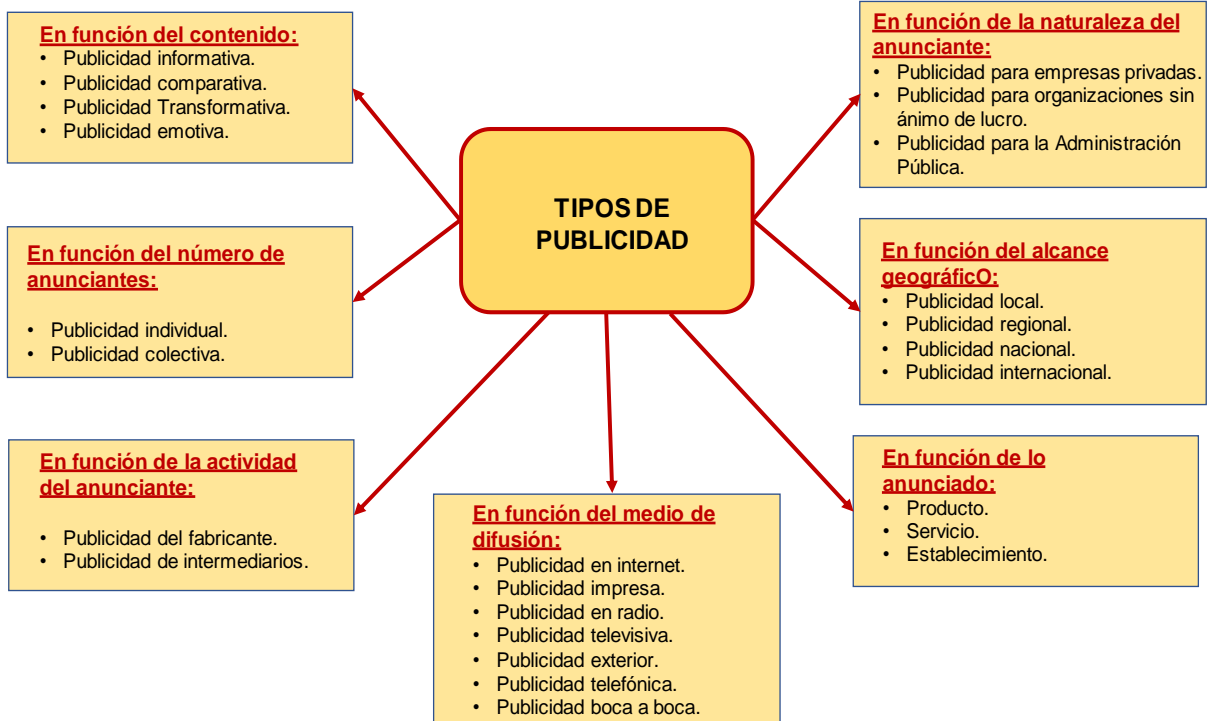 En función del contenido:
• Publicidad informativa.
• Publicidad comparativa.
• Publicidad Transformativa.
• Publicidad emotiva.
En función de la naturaleza del
anunciante:
• Publicidad para empresas privadas.
• Publicidad para organizaciones sin
ánimo de lucro.
• Publicidad para la Administración
Pública.
TIPOS DE
PUBLICIDAD
En función del número de
anunciantes:
• Publicidad individual.
• Publicidad colectiva.
En función del alcance
geográficO:
• Publicidad local.
• Publicidad regional.
• Publicidad nacional.
• Publicidad internacional.
En función de la actividad
del anunciante:
• Publicidad del fabricante.
• Publicidad de intermediarios.
En función del medio de
difusión:
• Publicidad en internet.
• Publicidad impresa.
• Publicidad en radio.
• Publicidad televisiva.
• Publicidad exterior.
• Publicidad telefónica.
• Publicidad boca a boca.
En función de lo
anunciado:
• Producto.
• Servicio.
• Establecimiento.